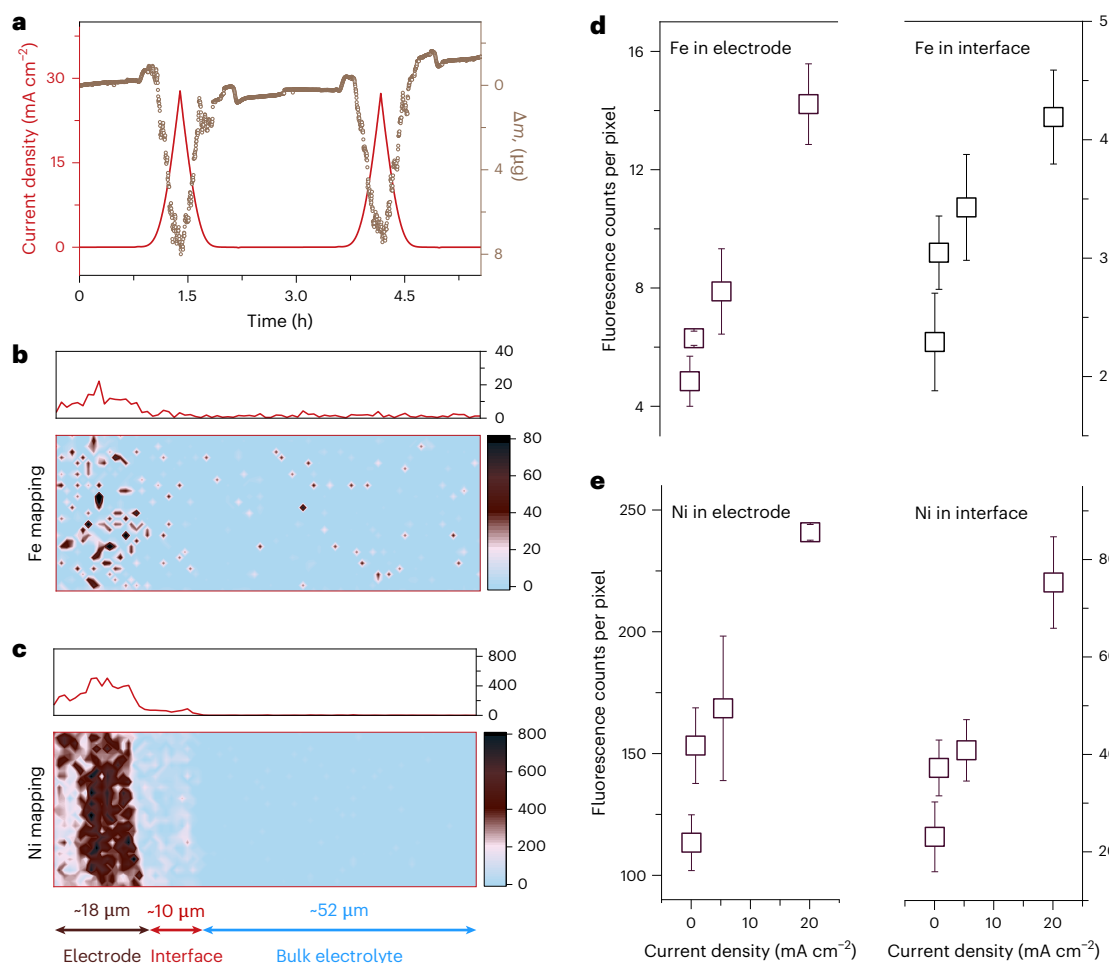 a
Current density (mA cm−2)
30
15
0
0
4
8
Δm, (µg)
0
1.5
3.0
4.5
Time (h)
b
40
20
0
Fe mapping
80
60
40
20
0
c
800
400
0
Ni mapping
800
600
400
200
0
~18 µm
~10 µm
~52 µm
Electrode
Interface
Bulk electrolyte
d
Fe in electrode
Fe in interface
Fluorescence counts per pixel
16
12
8
4
5
4
3
2
e
Ni in electrode
Ni in interface
Fluorescence counts per pixel
250
200
150
100
0
20
0
20
Current density (mA cm−2)
Current density (mA cm−2)